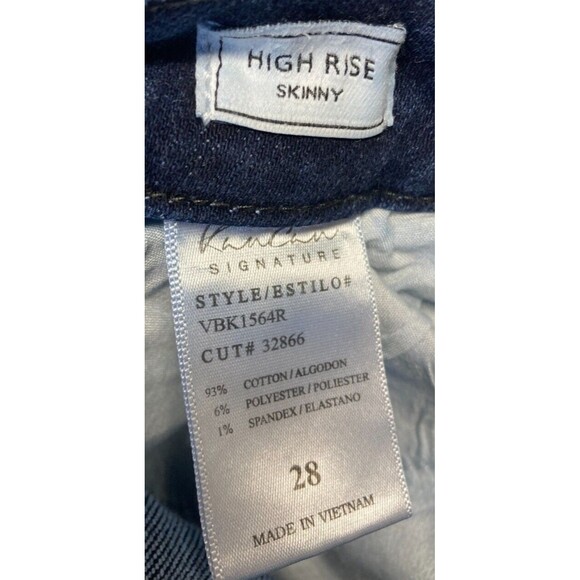 HIGH RISE
SKINNY
KanCan
SIGNATURE
STYLE/ESTILO#
VBK1564R
CUT# 32866
93% COTTON/ALGODON
6% POLYESTER/POLIESTER
1% SPANDEX/ELASTANO
28
MADE IN VIETNAM